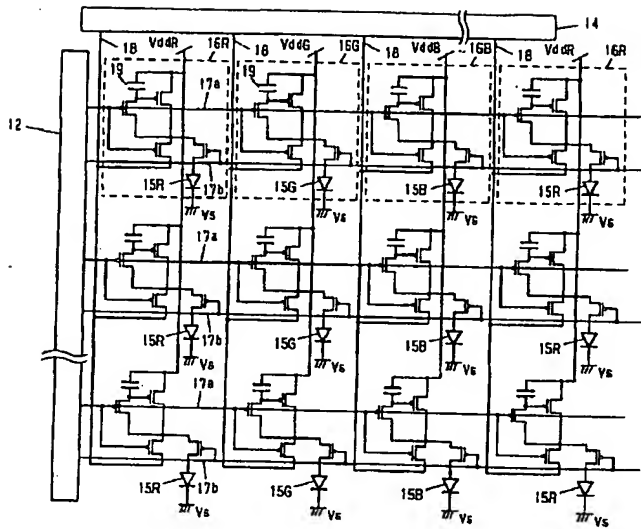 14
18 VddR 16R 18 VddG 16G 18 VddB 16B 18 VddR 16R
19 19
12
17a
15R 17b 15G 15B 15R
Vs Vs Vs Vs
17a
15R 17b 15G 15B 15R
Vs Vs Vs Vs
17a
17b
15R 15G 15B 15R
Vs Vs Vs Vs